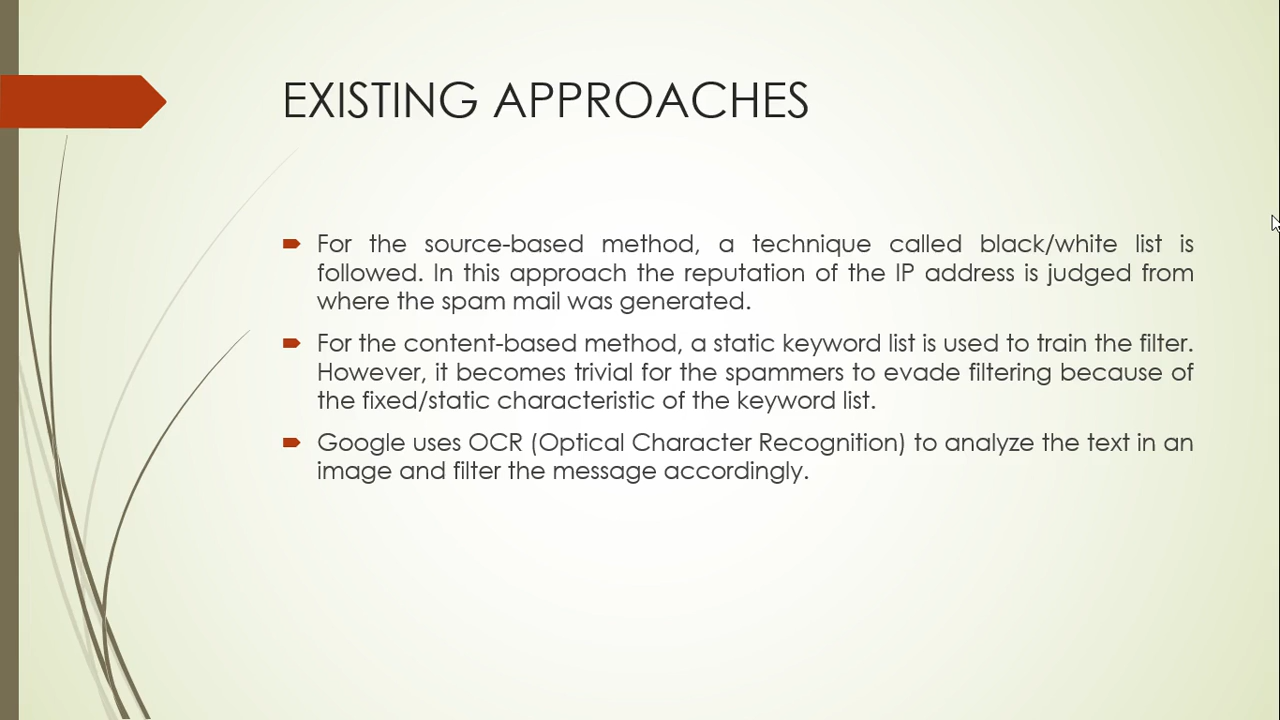 EXISTING APPROACHES
For the source-based method, a technique called black/white list is
followed. In this approach the reputation of the IP address is judged from
where the spam mail was generated.
For the content-based method, a static keyword list is used to train the filter.
However, it becomes trivial for the spammers to evade filtering because of
the fixed/static characteristic of the keyword list.
Google uses OCR (Optical Character Recognition) to analyze the text in an
image and filter the message accordingly.